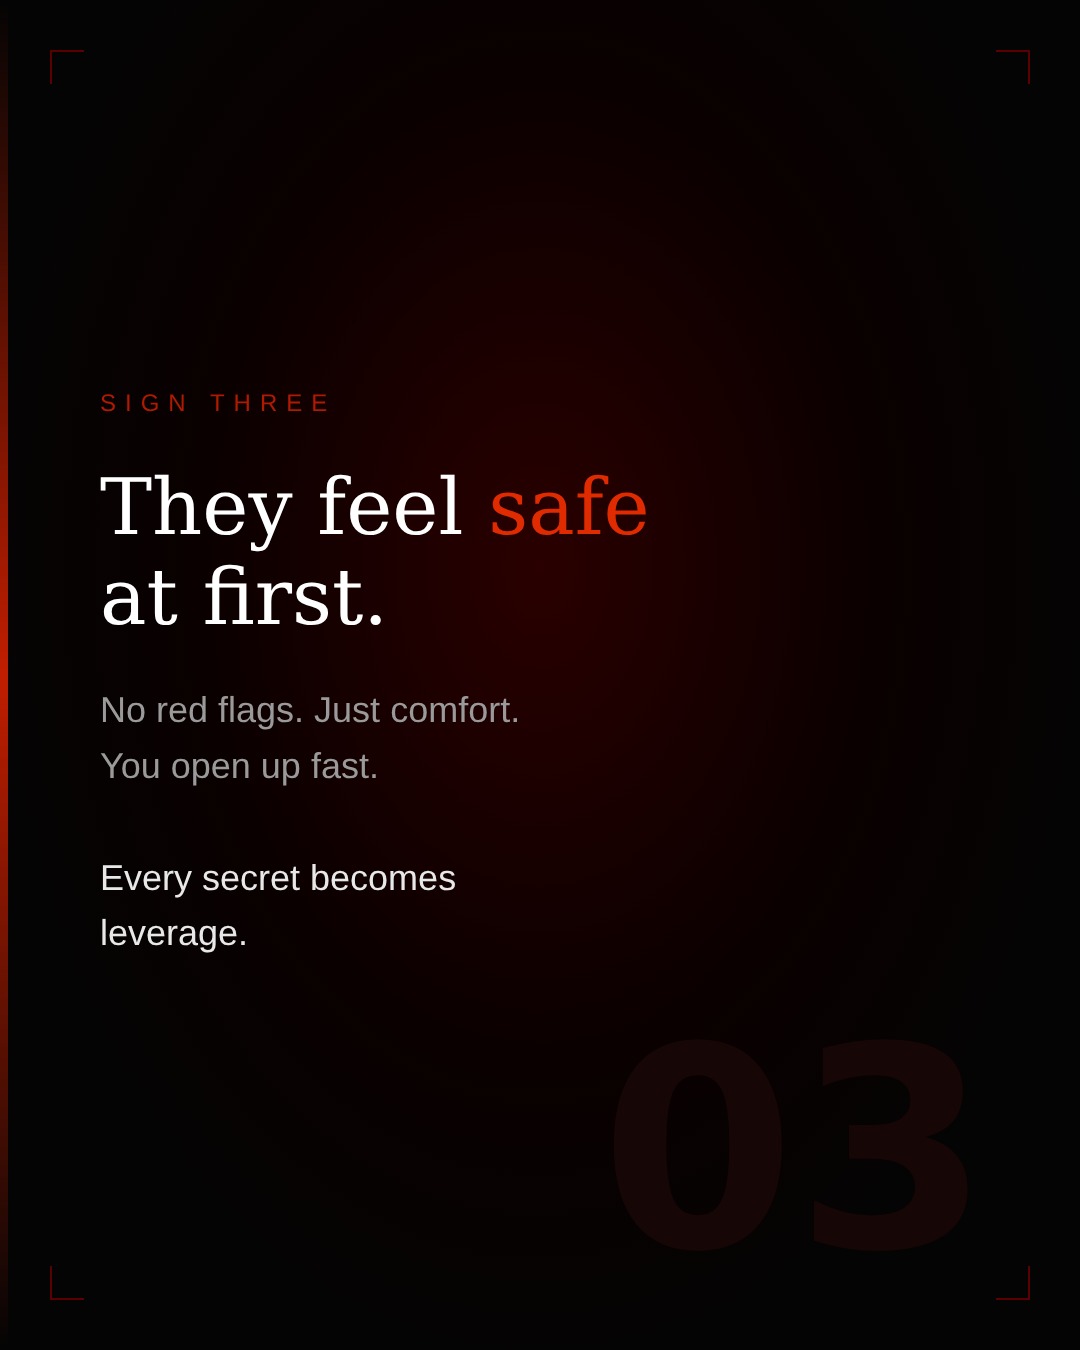 SIGN THREE
They feel safe
at first.
No red flags. Just comfort.
You open up fast.
Every secret becomes
leverage.
03